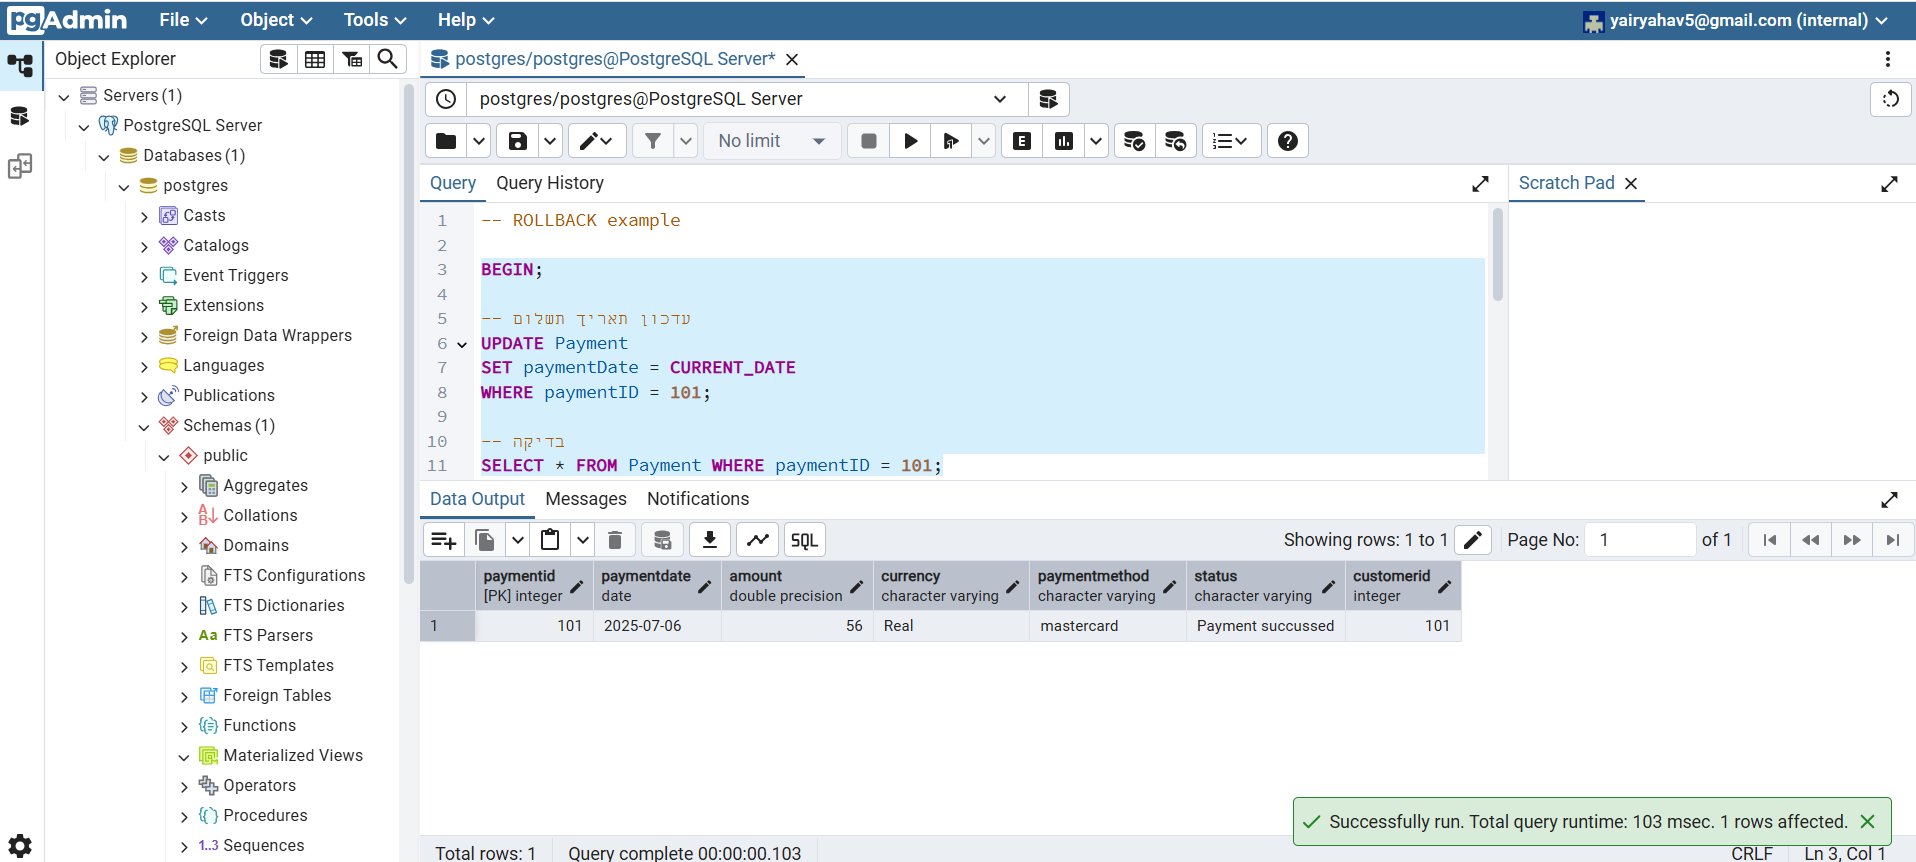 pgAdmin File Object Tools Help yairyahav5@gmail.com (internal)
Object Explorer
postgres/postgres@PostgreSQL Server*
Servers (1)
PostgreSQL Server
Databases (1)
postgres
Casts
Catalogs
Event Triggers
Extensions
Foreign Data Wrappers
Languages
Publications
Schemas (1)
public
Aggregates
Collations
Domains
FTS Configurations
FTS Dictionaries
Aa FTS Parsers
FTS Templates
Foreign Tables
Functions
Materialized Views
Operators
Procedures
1..3 Sequences
postgres/postgres@PostgreSQL Server
No limit E
Query Query History Scratch Pad
1 -- ROLLBACK example
2
3 BEGIN;
4
5 -- עדכון תאריך תשלום
6 UPDATE Payment
7 SET paymentDate = CURRENT_DATE
8 WHERE paymentID = 101;
9
10 -- בדיקה
11 SELECT * FROM Payment WHERE paymentID = 101;
Data Output Messages Notifications
SQL Showing rows: 1 to 1 Page No: 1 of 1
paymentid paymentdate amount currency paymentmethod status customerid
[PK] integer date double precision character varying character varying character varying integer
1 101 2025-07-06 56 Real mastercard Payment succussed 101
Successfully run. Total query runtime: 103 msec. 1 rows affected.
Total rows: 1 Query complete 00:00:00.103 CRLF Ln 3, Col 1